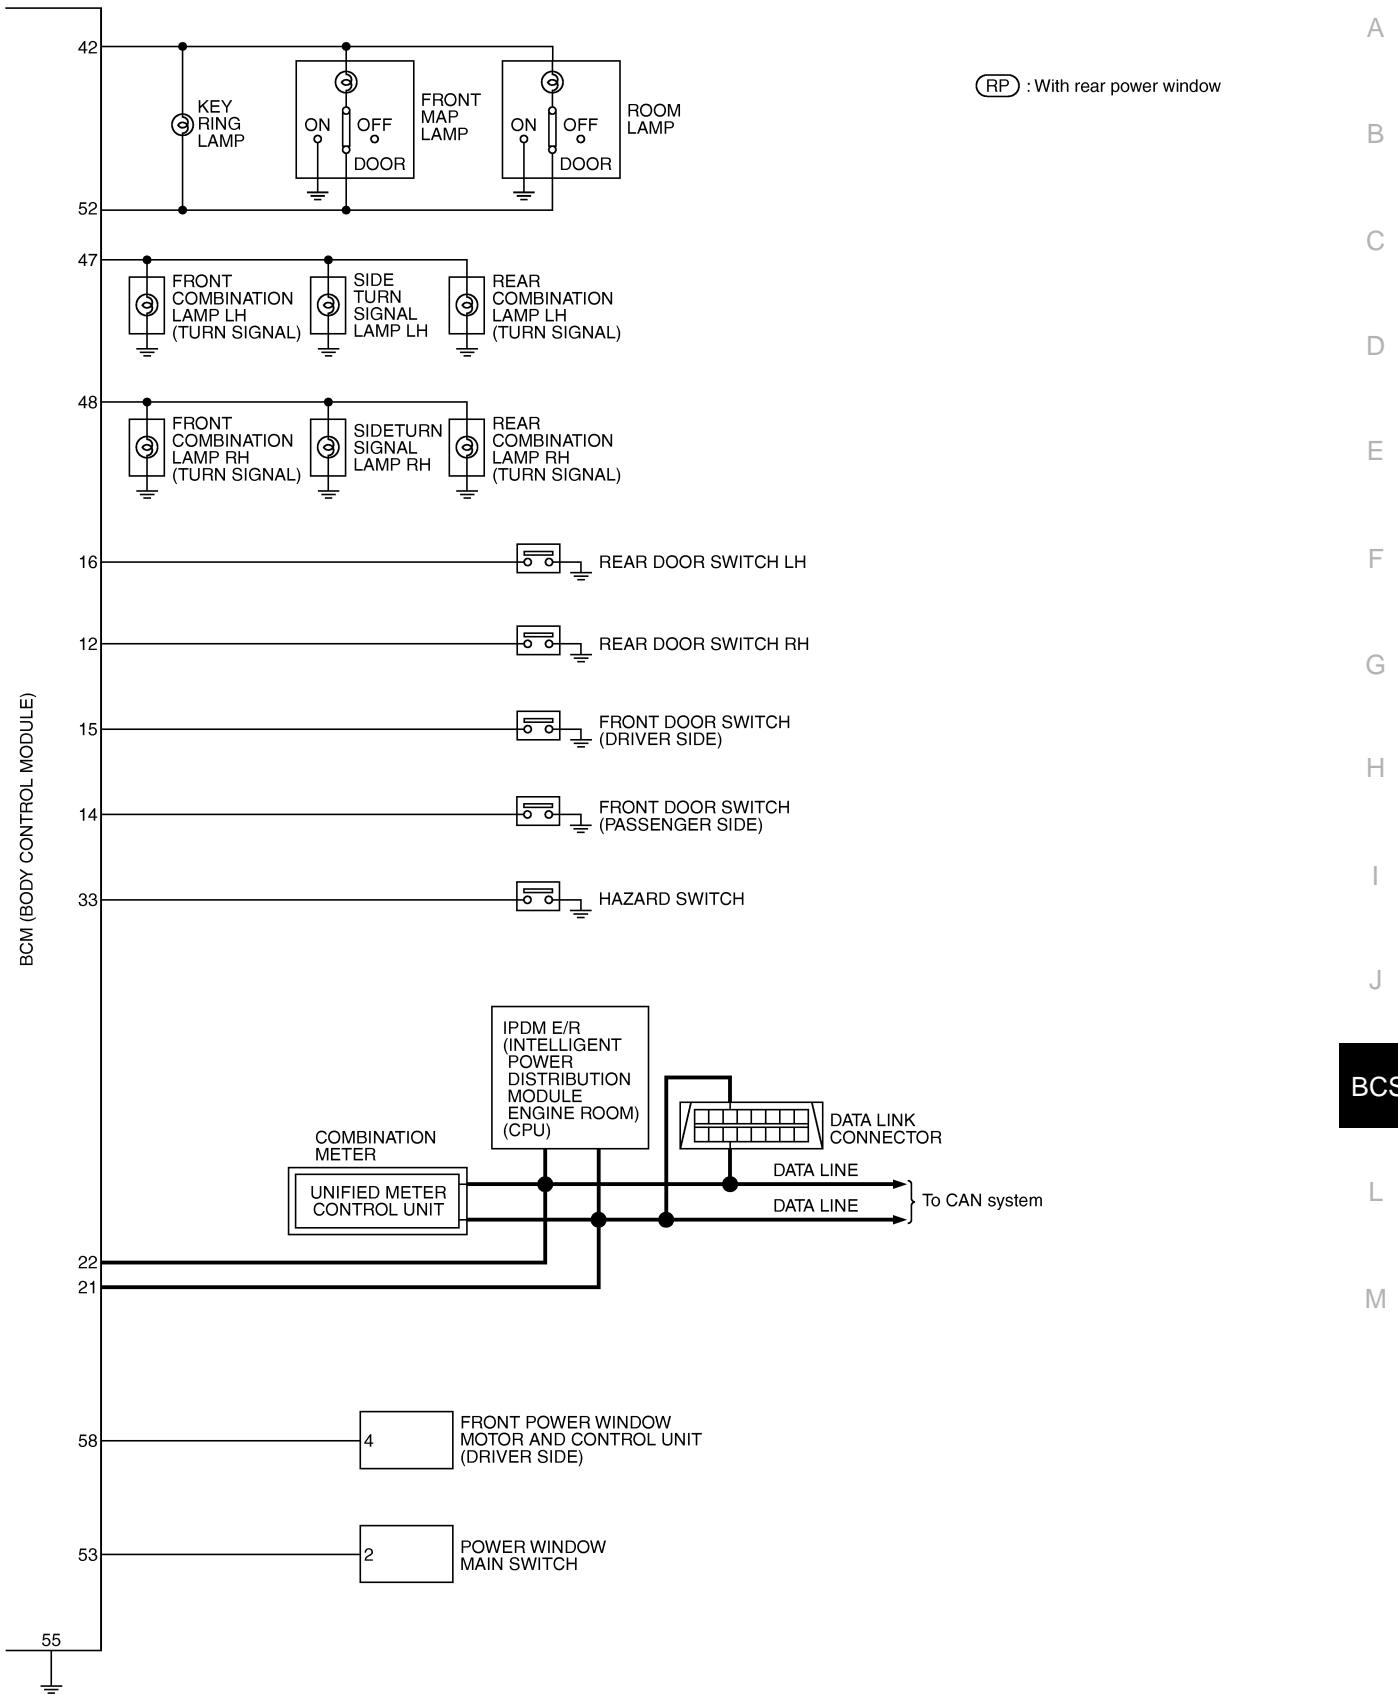 A
42
RP : With rear power window
KEY
RING
LAMP
ON OFF
DOOR
FRONT
MAP
LAMP
ON OFF
DOOR
ROOM
LAMP
B
52
C
47
FRONT
COMBINATION
LAMP LH
(TURN SIGNAL)
SIDE
TURN
SIGNAL
LAMP LH
REAR
COMBINATION
LAMP LH
(TURN SIGNAL)
D
48
FRONT
COMBINATION
LAMP RH
(TURN SIGNAL)
SIDETURN
SIGNAL
LAMP RH
REAR
COMBINATION
LAMP RH
(TURN SIGNAL)
E
16
REAR DOOR SWITCH LH
F
12
REAR DOOR SWITCH RH
G
BCM (BODY CONTROL MODULE)
15
FRONT DOOR SWITCH
(DRIVER SIDE)
H
14
FRONT DOOR SWITCH
(PASSENGER SIDE)
I
33
HAZARD SWITCH
J
IPDM E/R
(INTELLIGENT
POWER
DISTRIBUTION
MODULE
ENGINE ROOM)
(CPU)
BCS
DATA LINK
CONNECTOR
COMBINATION
METER
UNIFIED METER
CONTROL UNIT
DATA LINE
DATA LINE
To CAN system
L
22
21
M
58
4
FRONT POWER WINDOW
MOTOR AND CONTROL UNIT
(DRIVER SIDE)
53
2
POWER WINDOW
MAIN SWITCH
55